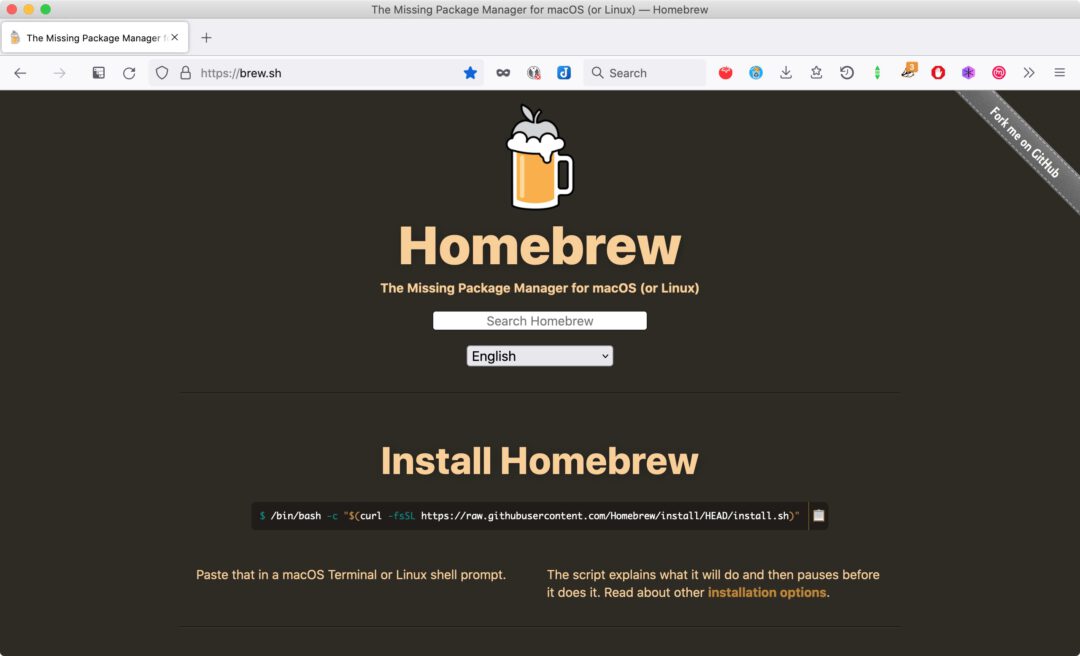 The Missing Package Manager for macOS (or Linux) — Homebrew
The Missing Package Manager
https://brew.sh
Search
3
Fork me on GitHub
Homebrew
The Missing Package Manager for macOS (or Linux)
Search Homebrew
English
Install Homebrew
$ /bin/bash -c "$(curl -fsSL https://raw.githubusercontent.com/Homebrew/install/HEAD/install.sh)"
Paste that in a macOS Terminal or Linux shell prompt.
The script explains what it will do and then pauses before
it does it. Read about other installation options.